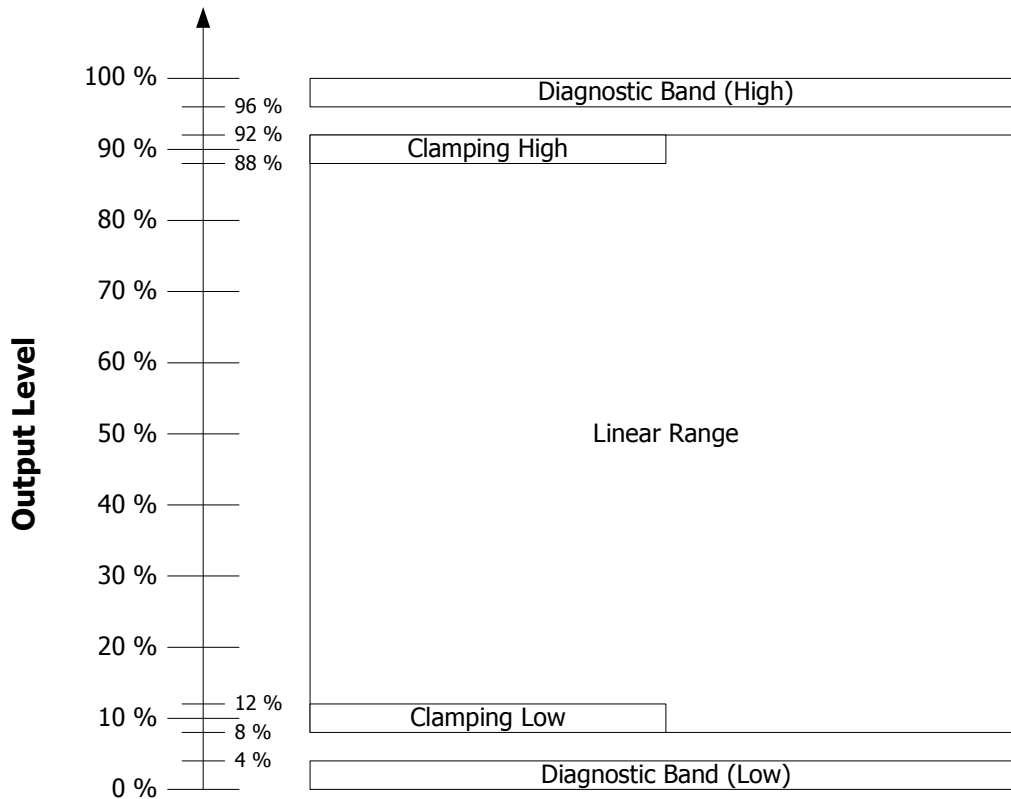 100 %
Diagnostic Band (High)
96 %
92 %
90 %
Clamping High
88 %
80 %
70 %
60 %
Output Level
50 %
Linear Range
40 %
30 %
20 %
12 %
10 %
Clamping Low
8 %
4 %
0 %
Diagnostic Band (Low)